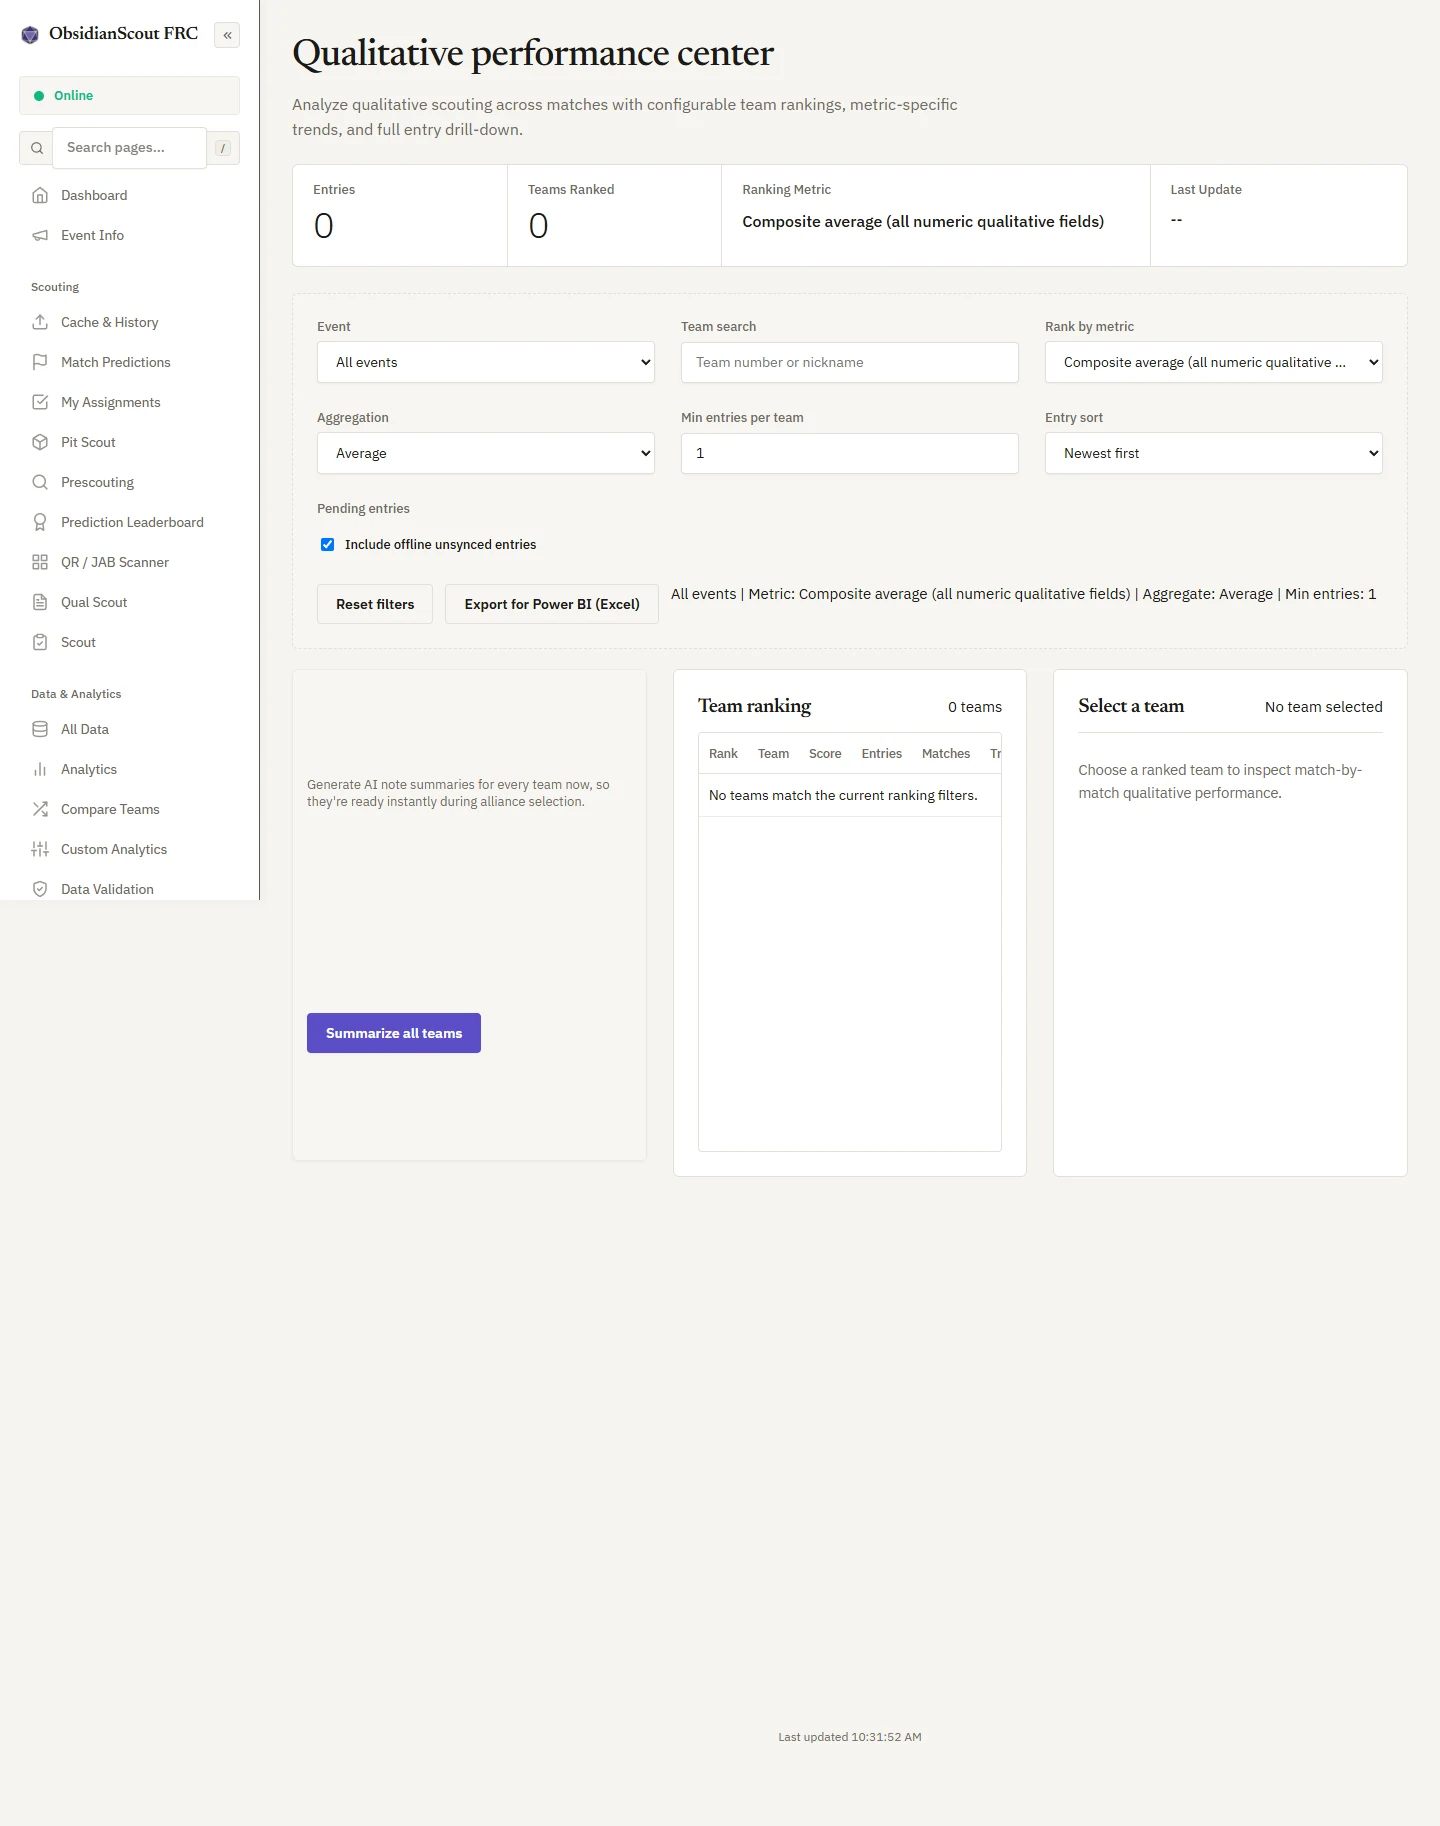 ObsidianScout FRC
«
Online
Search pages...
/
Dashboard
Event Info
Scouting
Cache & History
Match Predictions
My Assignments
Pit Scout
Prescouting
Prediction Leaderboard
QR / JAB Scanner
Qual Scout
Scout
Data & Analytics
All Data
Analytics
Compare Teams
Custom Analytics
Data Validation
Qualitative performance center
Analyze qualitative scouting across matches with configurable team rankings, metric-specific
trends, and full entry drill-down.
Entries
0
Teams Ranked
0
Ranking Metric
Composite average (all numeric qualitative fields)
Last Update
--
Event
All events
Team search
Team number or nickname
Rank by metric
Composite average (all numeric qualitative ...
Aggregation
Average
Min entries per team
1
Entry sort
Newest first
Pending entries
Include offline unsynced entries
Reset filters
Export for Power BI (Excel)
All events | Metric: Composite average (all numeric qualitative fields) | Aggregate: Average | Min entries: 1
Generate AI note summaries for every team now, so
they're ready instantly during alliance selection.
Summarize all teams
Team ranking
0 teams
Rank Team Score Entries Matches Tr
No teams match the current ranking filters.
Select a team
No team selected
Choose a ranked team to inspect match-by-
match qualitative performance.
Last updated 10:31:52 AM